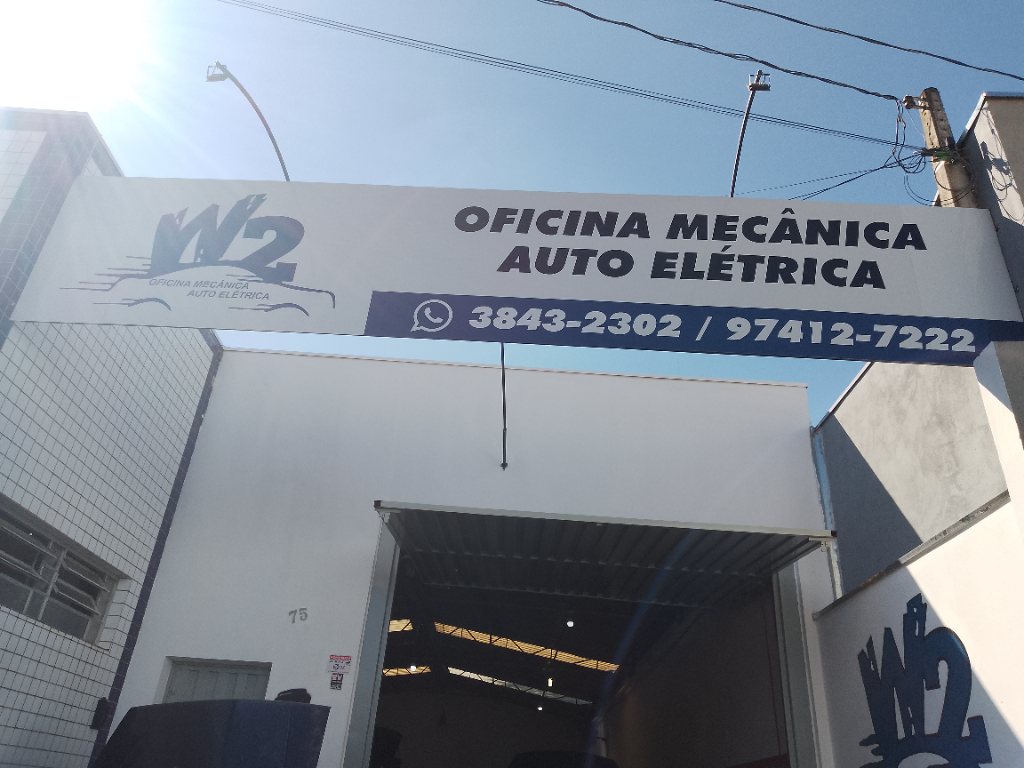 W2
OFICINA MECÂNICA
AUTO ELÉTRICA
OFICINA MECÂNICA
AUTO ELÉTRICA
3843-2302 / 97412-7222
75
W2